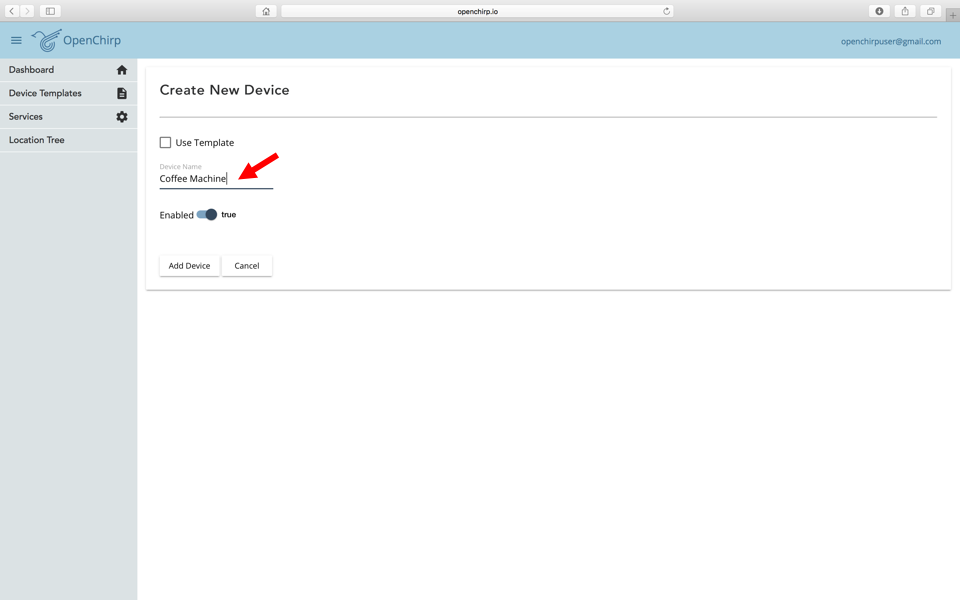 openchirp.io
OpenChirp
openchirpuser@gmail.com
Dashboard
Device Templates
Services
Location Tree
Create New Device
Use Template
Device Name
Coffee Machine
Enabled true
Add Device Cancel